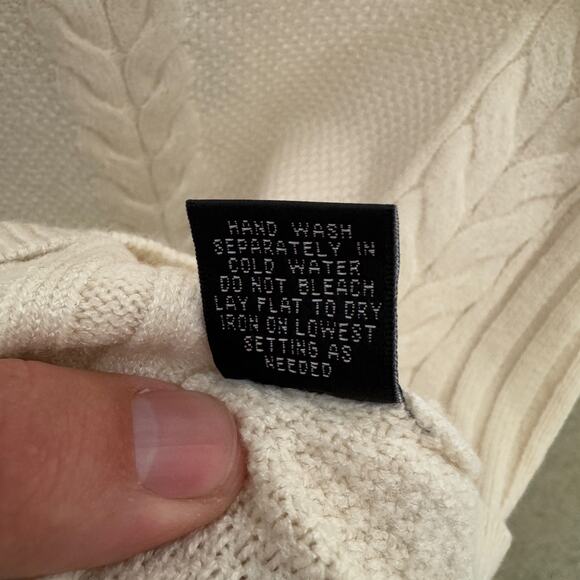 HAND WASH
SEPARATELY IN
COLD WATER
DO NOT BLEACH
LAY FLAT TO DRY
IRON ON LOWEST
SETTING AS
NEEDED